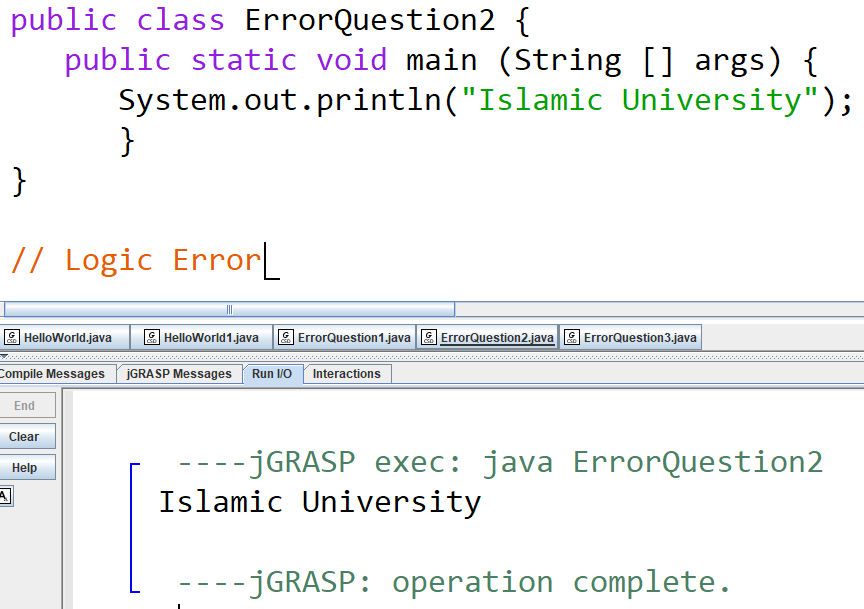 public class ErrorQuestion2 {
public static void main (String [] args) {
System.out.println("Islamic University");
}
}
// Logic Error
HelloWorld.java HelloWorld1.java ErrorQuestion1.java ErrorQuestion2.java ErrorQuestion3.java
Compile Messages jGRASP Messages Run I/O Interactions
End
Clear
Help
----jGRASP exec: java ErrorQuestion2
Islamic University
----jGRASP: operation complete.